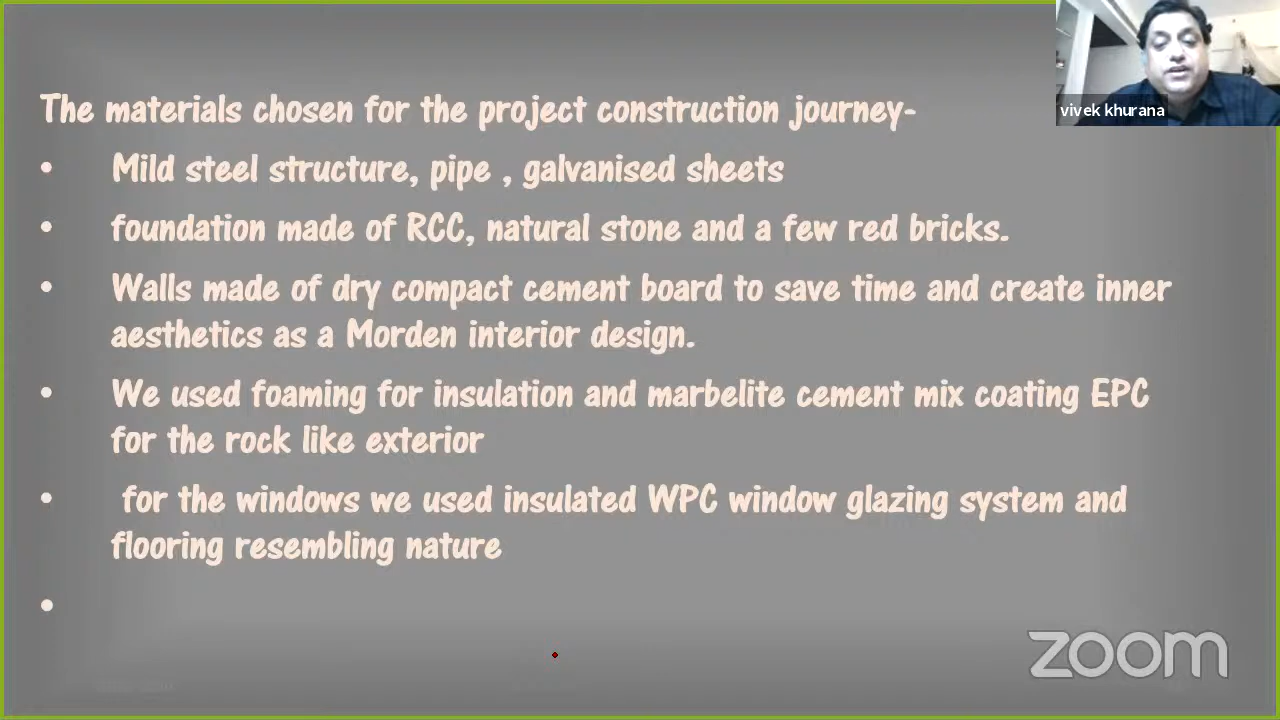 The materials chosen for the project construction journey-
• Mild steel structure, pipe , galvanised sheets
• foundation made of RCC, natural stone and a few red bricks.
• Walls made of dry compact cement board to save time and create inner
aesthetics as a Morden interior design.
• We used foaming for insulation and marbelite cement mix coating EPC
for the rock like exterior
• for the windows we used insulated WPC window glazing system and
flooring resembling nature
•
vivek khurana
zoom